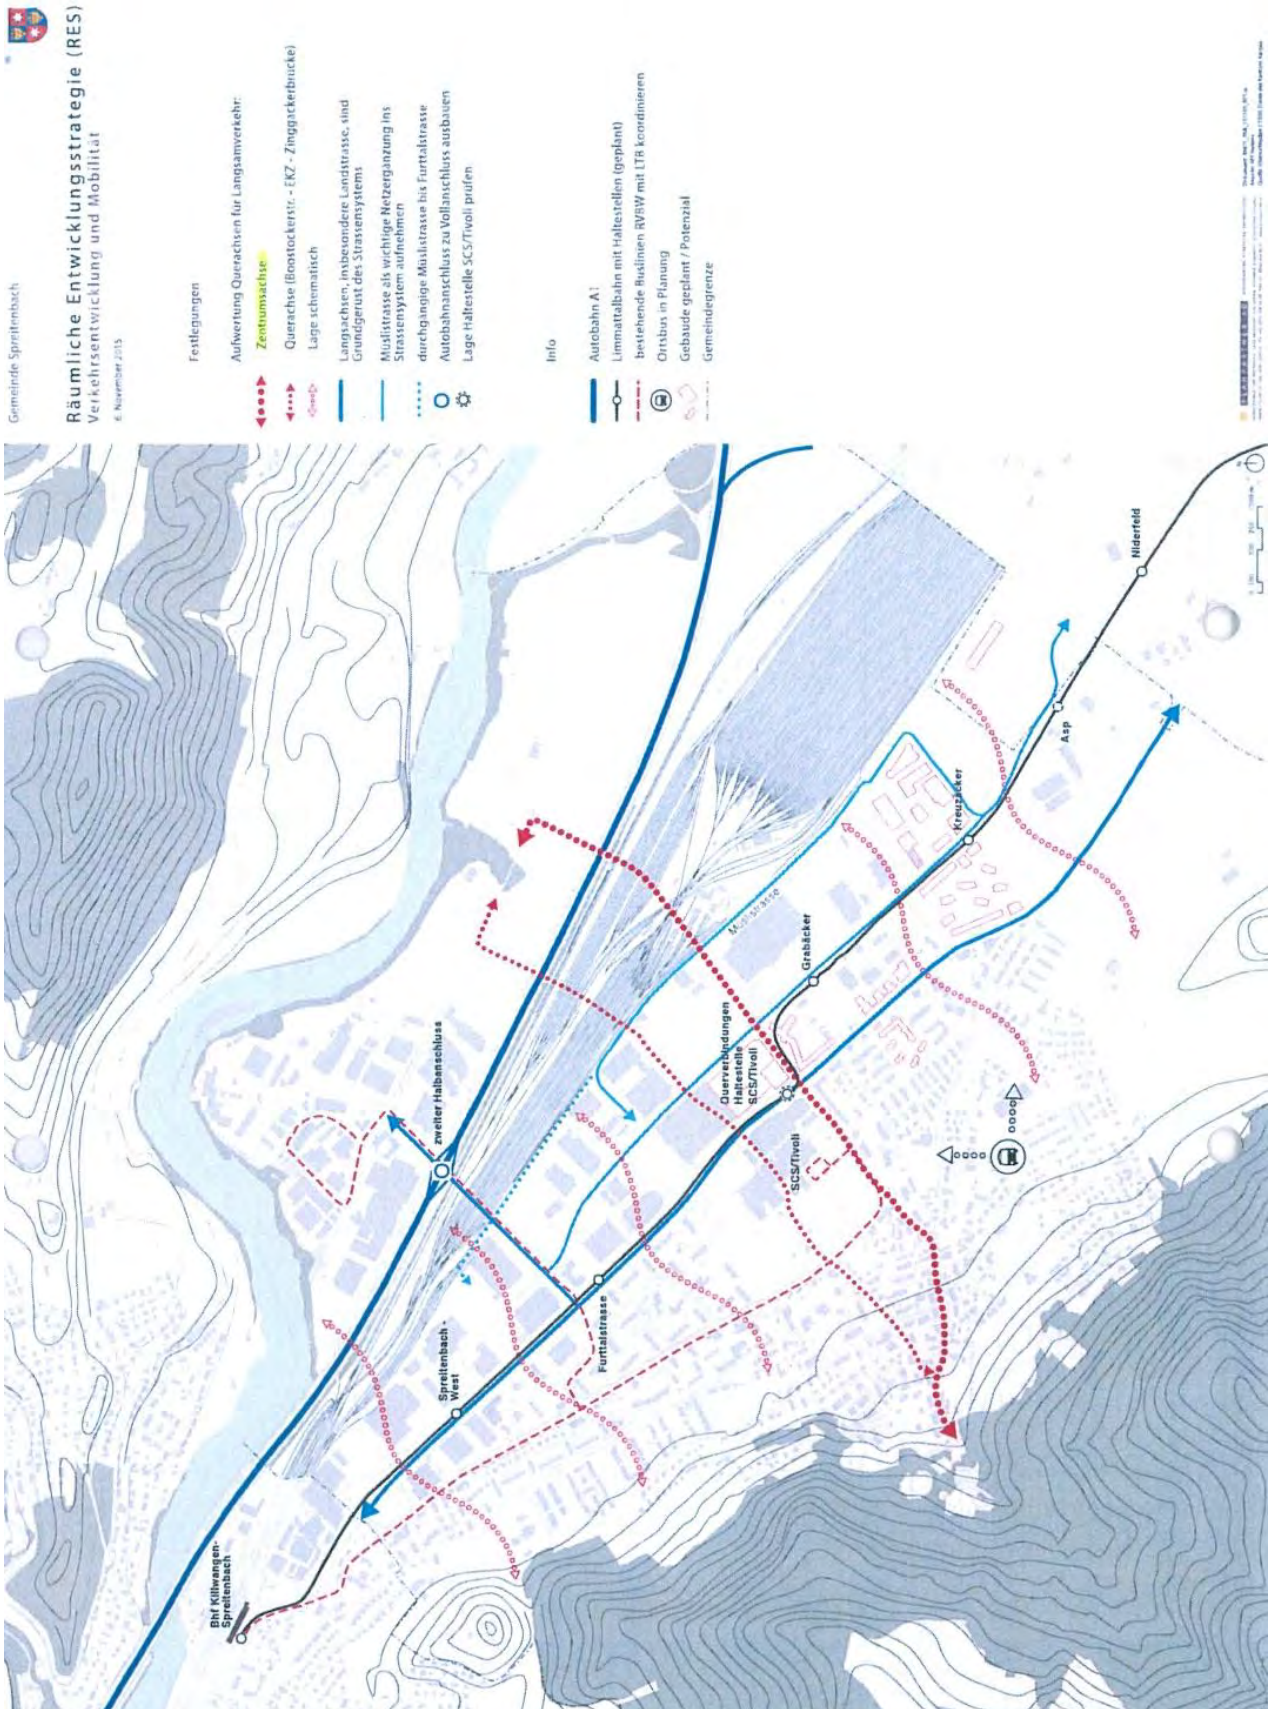 Gemeinde Spreitenbach
Räumliche Entwicklungsstrategie (RES)
Verkehrsentwicklung und Mobilität
6. November 2015
Festlegungen
Aufwertung Querachsen für Langsamverkehr:
Zentrumsachse
Querachse (Boostockerstr. - EKZ - Zinggackerbrücke)
Lage schematisch
Langsachsen, insbesondere Landstrasse, sind
Grundgerüst des Strassensystems
Müslistrasse als wichtige Netzergänzung ins
Strassensystem aufnehmen
durchgängige Müslistrasse bis Furttalstrasse
Autobahnanschluss zu Vollanschluss ausbauen
Lage Haltestelle SCS/Tivoli prüfen
Info
Autobahn A1
Limmattalbahn mit Haltestellen (geplant)
bestehende Buslinien RVBW mit LTB koordinieren
Ortsbus in Planung
Gebäude geplant / Potenzial
Gemeindegrenze
Bhf Killwangen-
Spreitenbach
zweiter Halbanschluss
Spreitenbach -
West
Furttalstrasse
Querverbindungen
Haltestelle
SCS/Tivoli
SCS/Tivoli
Müslistrasse
Grabäcker
Kreuzäcker
Asp
Niderfeld